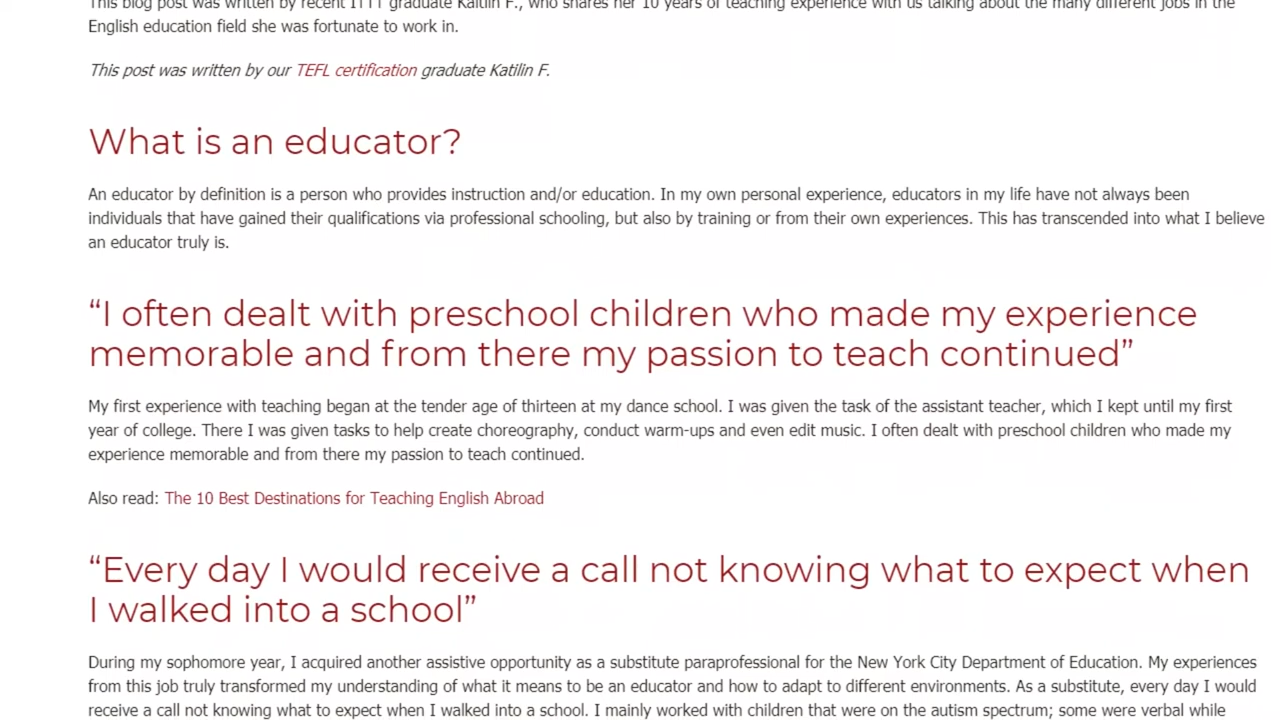 This blog post was written by recent ITTT graduate Kaitlin F., who shares her 10 years of teaching experience with us talking about the many different jobs in the
English education field she was fortunate to work in.
This post was written by our TEFL certification graduate Katilin F.
What is an educator?
An educator by definition is a person who provides instruction and/or education. In my own personal experience, educators in my life have not always been
individuals that have gained their qualifications via professional schooling, but also by training or from their own experiences. This has transcended into what I believe
an educator truly is.
“I often dealt with preschool children who made my experience
memorable and from there my passion to teach continued”
My first experience with teaching began at the tender age of thirteen at my dance school. I was given the task of the assistant teacher, which I kept until my first
year of college. There I was given tasks to help create choreography, conduct warm-ups and even edit music. I often dealt with preschool children who made my
experience memorable and from there my passion to teach continued.
Also read: The 10 Best Destinations for Teaching English Abroad
“Every day I would receive a call not knowing what to expect when
I walked into a school”
During my sophomore year, I acquired another assistive opportunity as a substitute paraprofessional for the New York City Department of Education. My experiences
from this job truly transformed my understanding of what it means to be an educator and how to adapt to different environments. As a substitute, every day I would
receive a call not knowing what to expect when I walked into a school. I mainly worked with children that were on the autism spectrum; some were verbal while